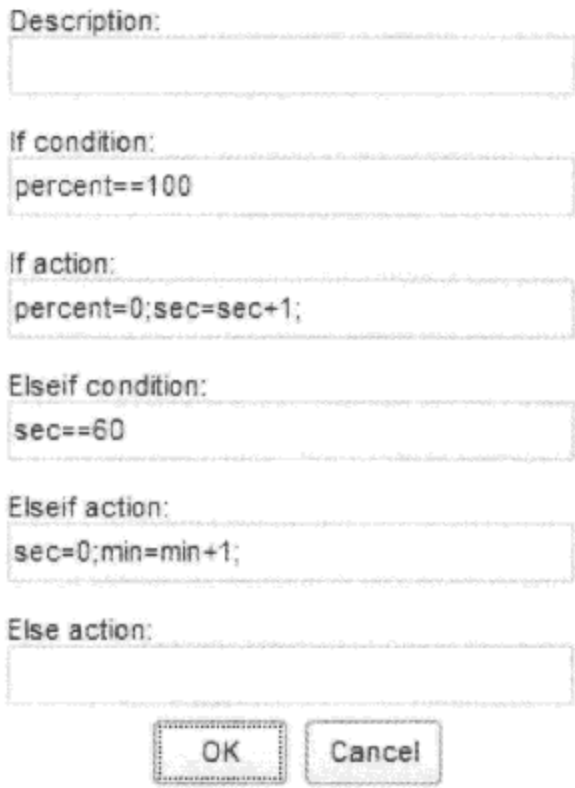 Description:
If condition:
percent==100
If action:
percent=0;sec=sec+1;
Elseif condition:
sec==60
Elseif action:
sec=0;min=min+1;
Else action:
OK
Cancel